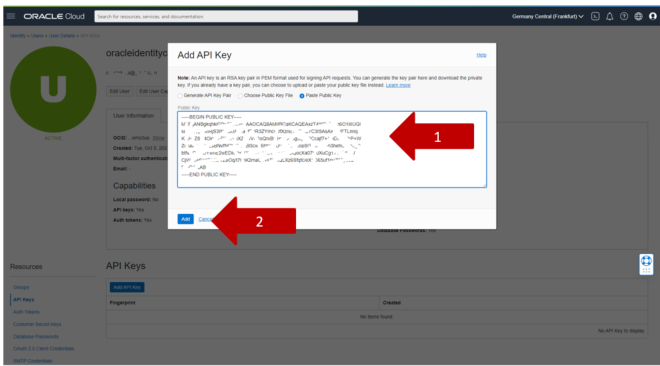 ORACLE Cloud
Search for resources, services, and documentation
Germany Central (Frankfurt)
Identity » Users » User Details » API Keys
oracleidentityc
Add API Key
Help
Note: An API key is an RSA key pair in PEM format used for signing API requests. You can generate the key pair here and download the private
key. If you already have a key pair, you can choose to upload or paste your public key file instead. Learn more
Generate API Key Pair
Choose Public Key File
Paste Public Key
Public Key
-----BEGIN PUBLIC KEY-----
-----END PUBLIC KEY-----
1
Add
Cancel
2
U
ACTIVE
Edit User
Edit User Cap
User Information
OCID:
Show
Created: Tue, Oct 5, 202
Multi-factor authenticat
Email: -
Capabilities
Local password: No
API keys: Yes
Auth tokens: Yes
Database Passwords: Yes
Resources
Groups
API Keys
Auth Tokens
Customer Secret Keys
Database Passwords
OAuth 2.0 Client Credentials
SMTP Credentials
API Keys
Add API Key
Fingerprint
Created
No items found.
No API Key to display